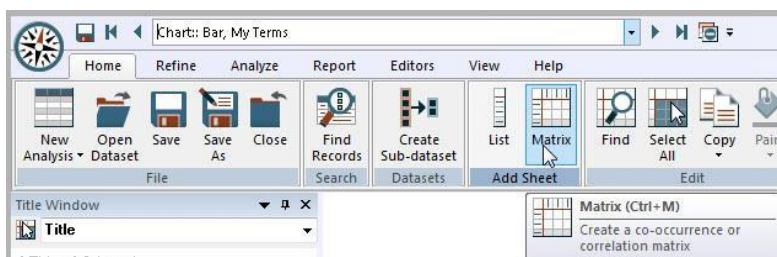 Chart:: Bar, My Terms
Home Refine Analyze Report Editors View Help
New Analysis Open Dataset Save Save As Close Find Records Create Sub-dataset List Matrix Find Select All Copy
File Search Datasets Add Sheet Edit
Title Window
Title
Matrix (Ctrl+M)
Create a co-occurrence or
correlation matrix